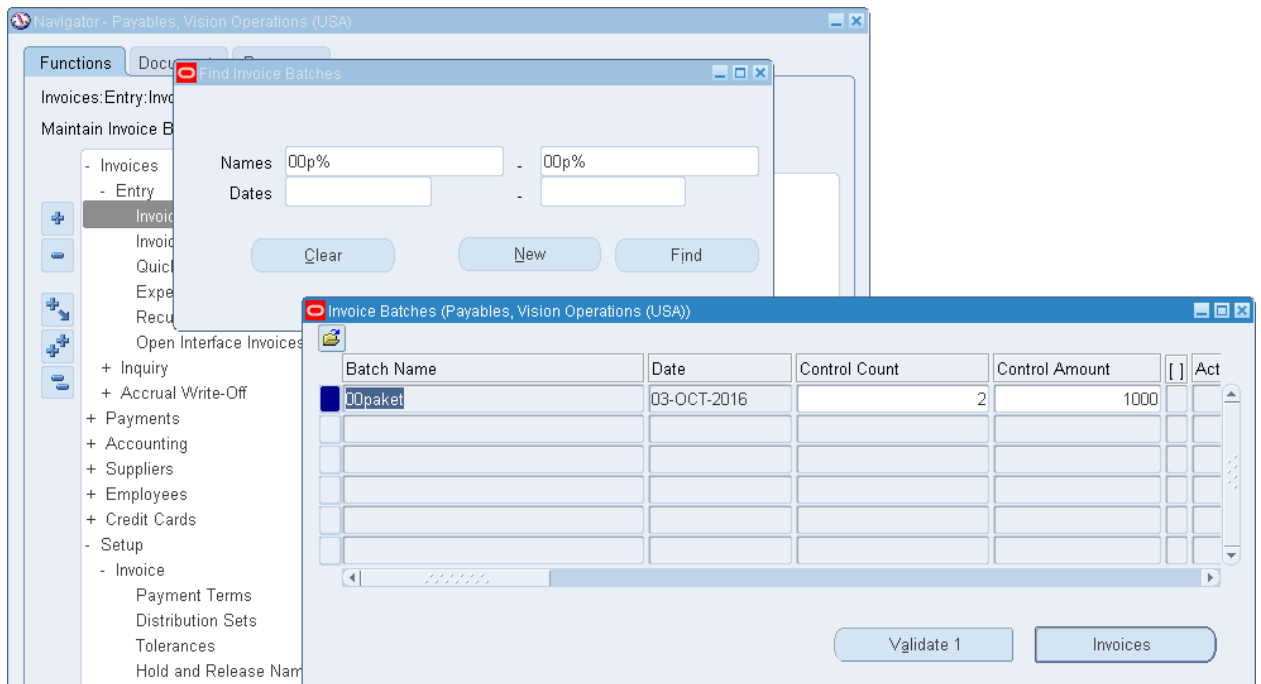 Navigator - Payables, Vision Operations (USA)
Functions
Find Invoice Batches
Invoices:Entry:
Maintain Invoice
Names 00p% - 00p%
Dates -
Clear New Find
- Invoices
- Entry
Open Interface Invoices
+ Inquiry
+ Accrual Write-Off
+ Payments
+ Accounting
+ Suppliers
+ Employees
+ Credit Cards
- Setup
- Invoice
Payment Terms
Distribution Sets
Tolerances
Hold and Release
Invoice Batches (Payables, Vision Operations (USA))
Batch Name Date Control Count Control Amount [ ] Act
00paket 03-OCT-2016 2 1000
Validate 1 Invoices